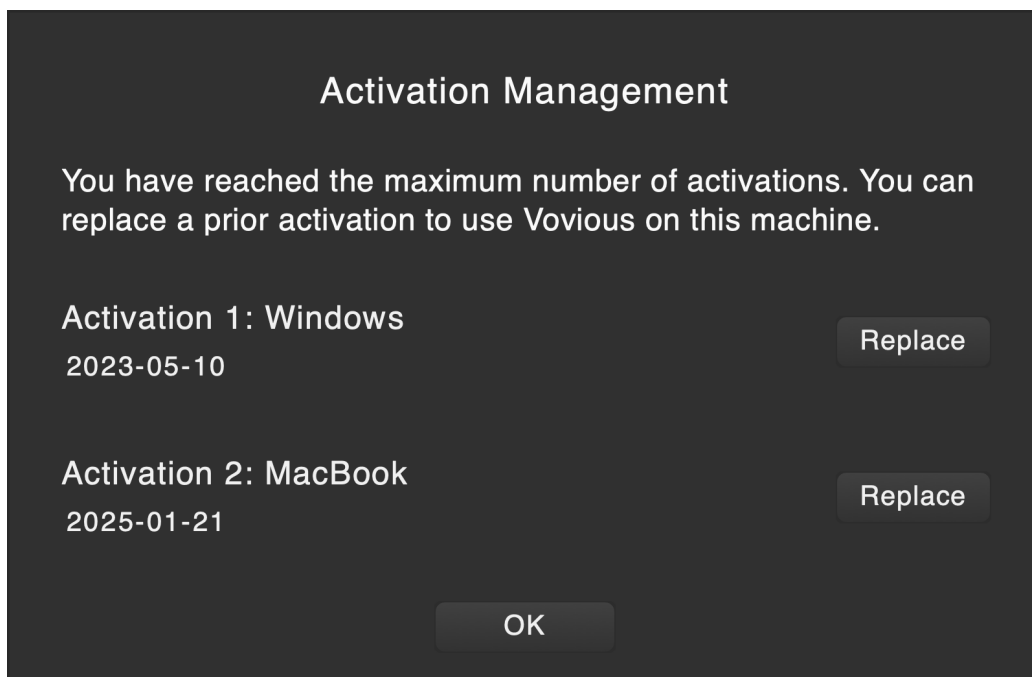 Activation Management
You have reached the maximum number of activations. You can
replace a prior activation to use Vovious on this machine.
Activation 1: Windows
2023-05-10
Replace
Activation 2: MacBook
2025-01-21
Replace
OK